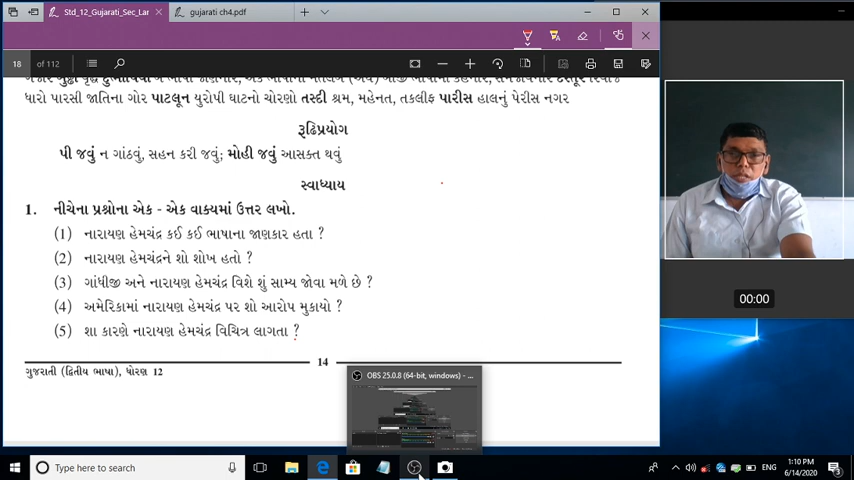 Std_12_Gujarati_Sec_Lar
gujarati ch4.pdf
18 of 112
ધારો પારસી જાતિના ગોર પાટલૂન યુરોપી ઘાટનો ચોરણો તસ્દી શ્રમ, મહેનત, તકલીફ પારીસ હાલનું પેરીસ નગર
રૂઢિપ્રયોગ
પી જવું ન ગાંઠવું, સહન કરી જવું; મોહી જવું આસક્ત થવું
સ્વાધ્યાય
1. નીચેના પ્રશ્નોના એક - એક વાક્યમાં ઉત્તર લખો.
(1) નારાયણ હેમચંદ્ર કઈ કઈ ભાષાના જાણકાર હતા ?
(2) નારાયણ હેમચંદ્રને શો શોખ હતો ?
(3) ગાંધીજી અને નારાયણ હેમચંદ્ર વિશે શું સામ્ય જોવા મળે છે ?
(4) અમેરિકામાં નારાયણ હેમચંદ્ર પર શો આરોપ મુકાયો ?
(5) શા કારણે નારાયણ હેમચંદ્ર વિચિત્ર લાગતા ?
14
ગુજરાતી (દ્વિતીય ભાષા), ધોરણ 12
00:00
OBS 25.0.8 (64-bit, windows) - ...
Type here to search
ENG
1:10 PM
6/14/2020
3